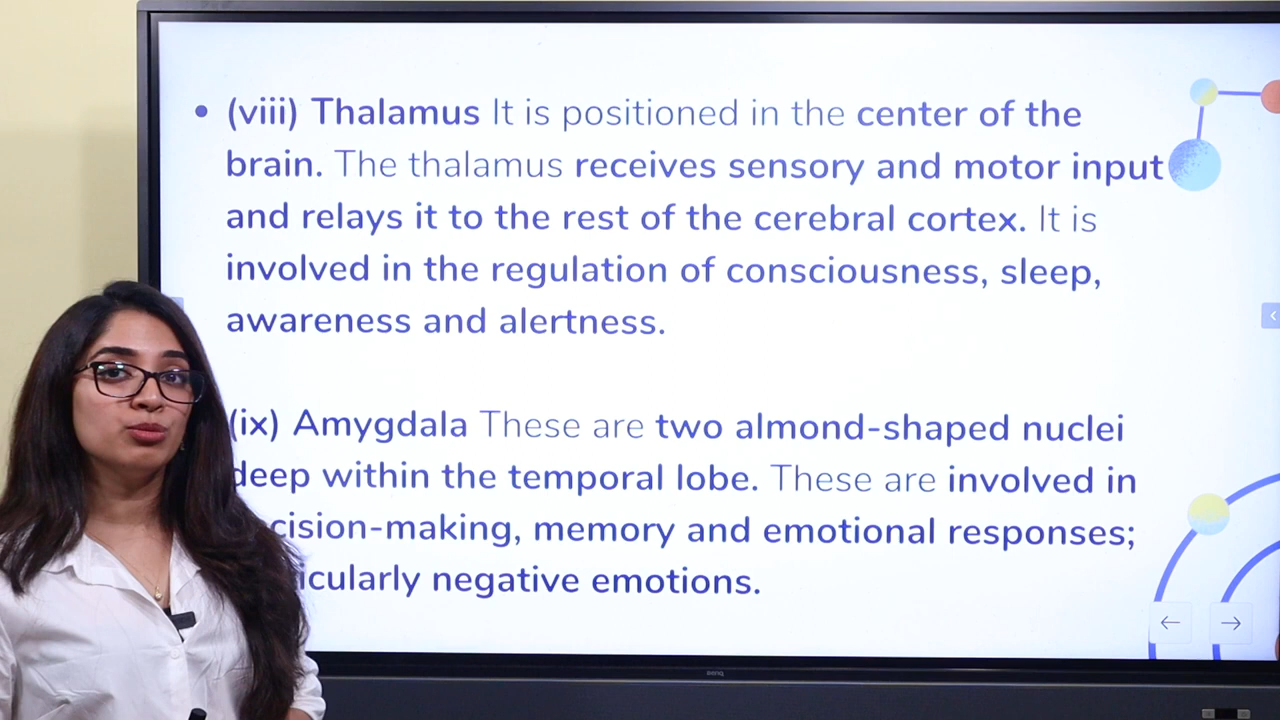 • (viii) Thalamus It is positioned in the center of the
brain. The thalamus receives sensory and motor input
and relays it to the rest of the cerebral cortex. It is
involved in the regulation of consciousness, sleep,
awareness and alertness.
(ix) Amygdala These are two almond-shaped nuclei
deep within the temporal lobe. These are involved in
cision-making, memory and emotional responses;
icularly negative emotions.
BenQ